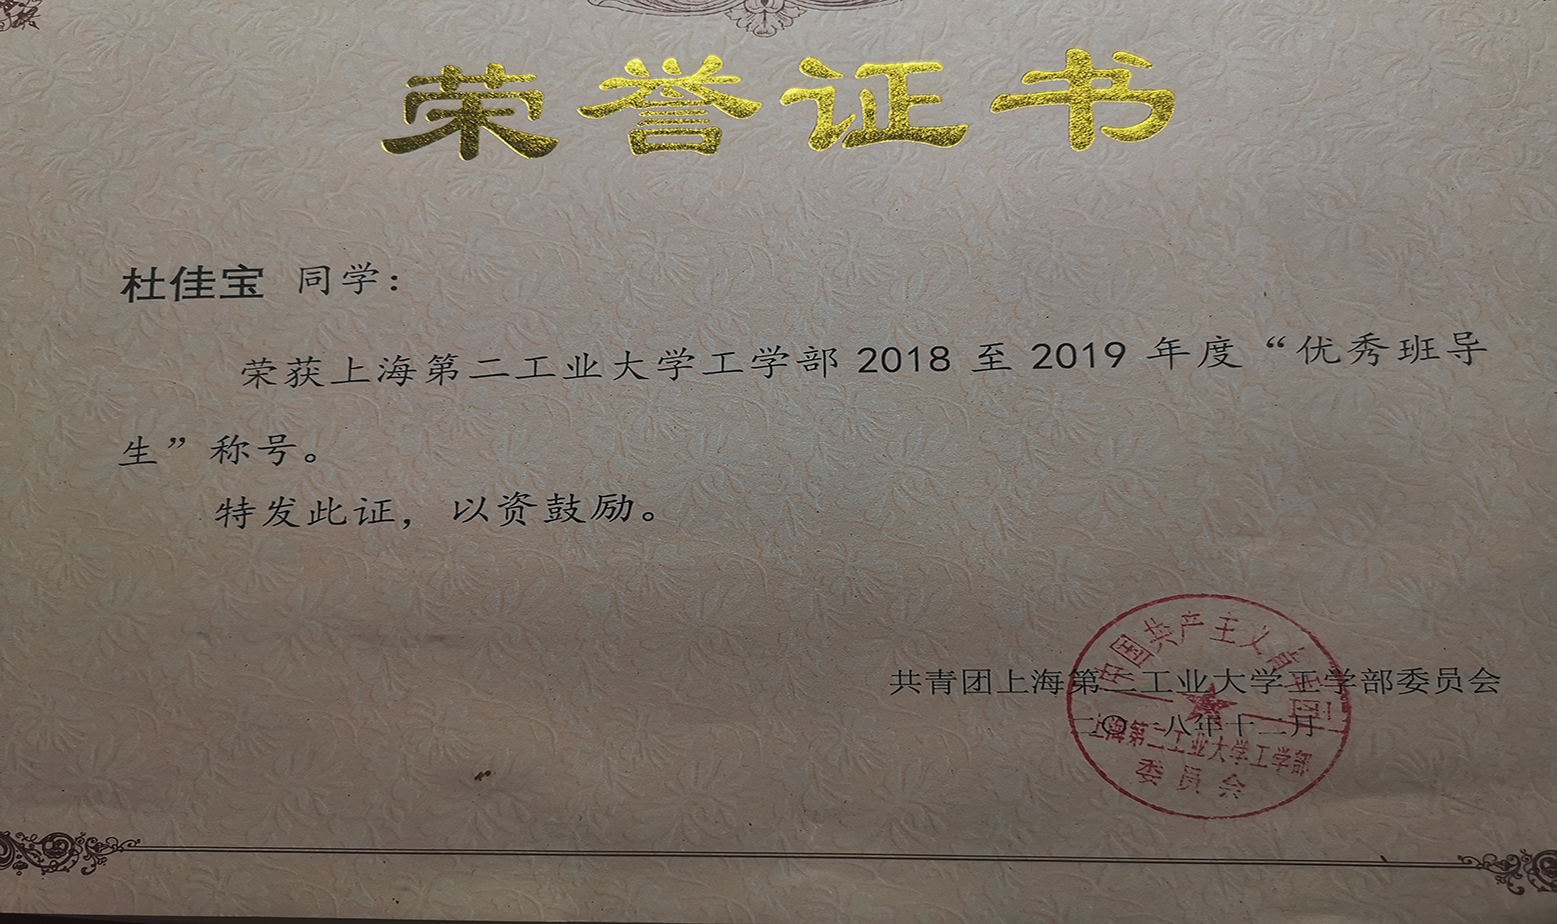 荣誉证书
杜佳宝 同学：
荣获上海第二工业大学工学部 2018 至 2019 年度“优秀班导
生”称号。
特发此证，以资鼓励。
共青团上海第二工业大学工学部委员会
二〇一八年十二月
中国共产主义青年团
上海第二工业大学工学部
委员会